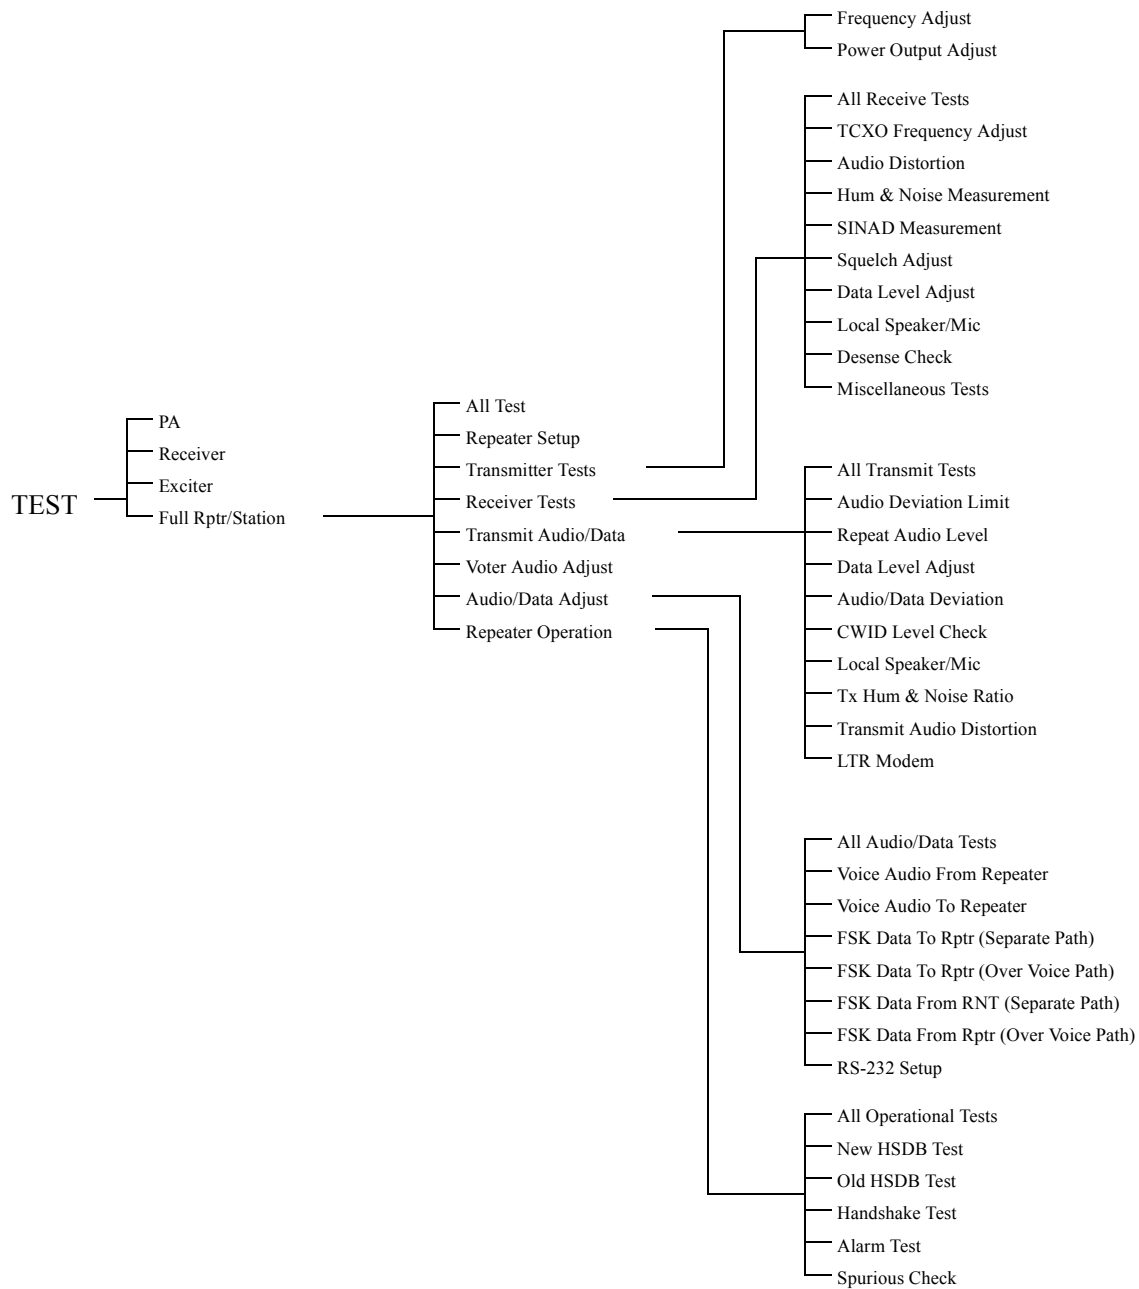 TEST
PA
Receiver
Exciter
Full Rptr/Station
All Test
Repeater Setup
Transmitter Tests
Receiver Tests
Transmit Audio/Data
Voter Audio Adjust
Audio/Data Adjust
Repeater Operation
Frequency Adjust
Power Output Adjust
All Receive Tests
TCXO Frequency Adjust
Audio Distortion
Hum & Noise Measurement
SINAD Measurement
Squelch Adjust
Data Level Adjust
Local Speaker/Mic
Desense Check
Miscellaneous Tests
All Transmit Tests
Audio Deviation Limit
Repeat Audio Level
Data Level Adjust
Audio/Data Deviation
CWID Level Check
Local Speaker/Mic
Tx Hum & Noise Ratio
Transmit Audio Distortion
LTR Modem
All Audio/Data Tests
Voice Audio From Repeater
Voice Audio To Repeater
FSK Data To Rptr (Separate Path)
FSK Data To Rptr (Over Voice Path)
FSK Data From RNT (Separate Path)
FSK Data From Rptr (Over Voice Path)
RS-232 Setup
All Operational Tests
New HSDB Test
Old HSDB Test
Handshake Test
Alarm Test
Spurious Check